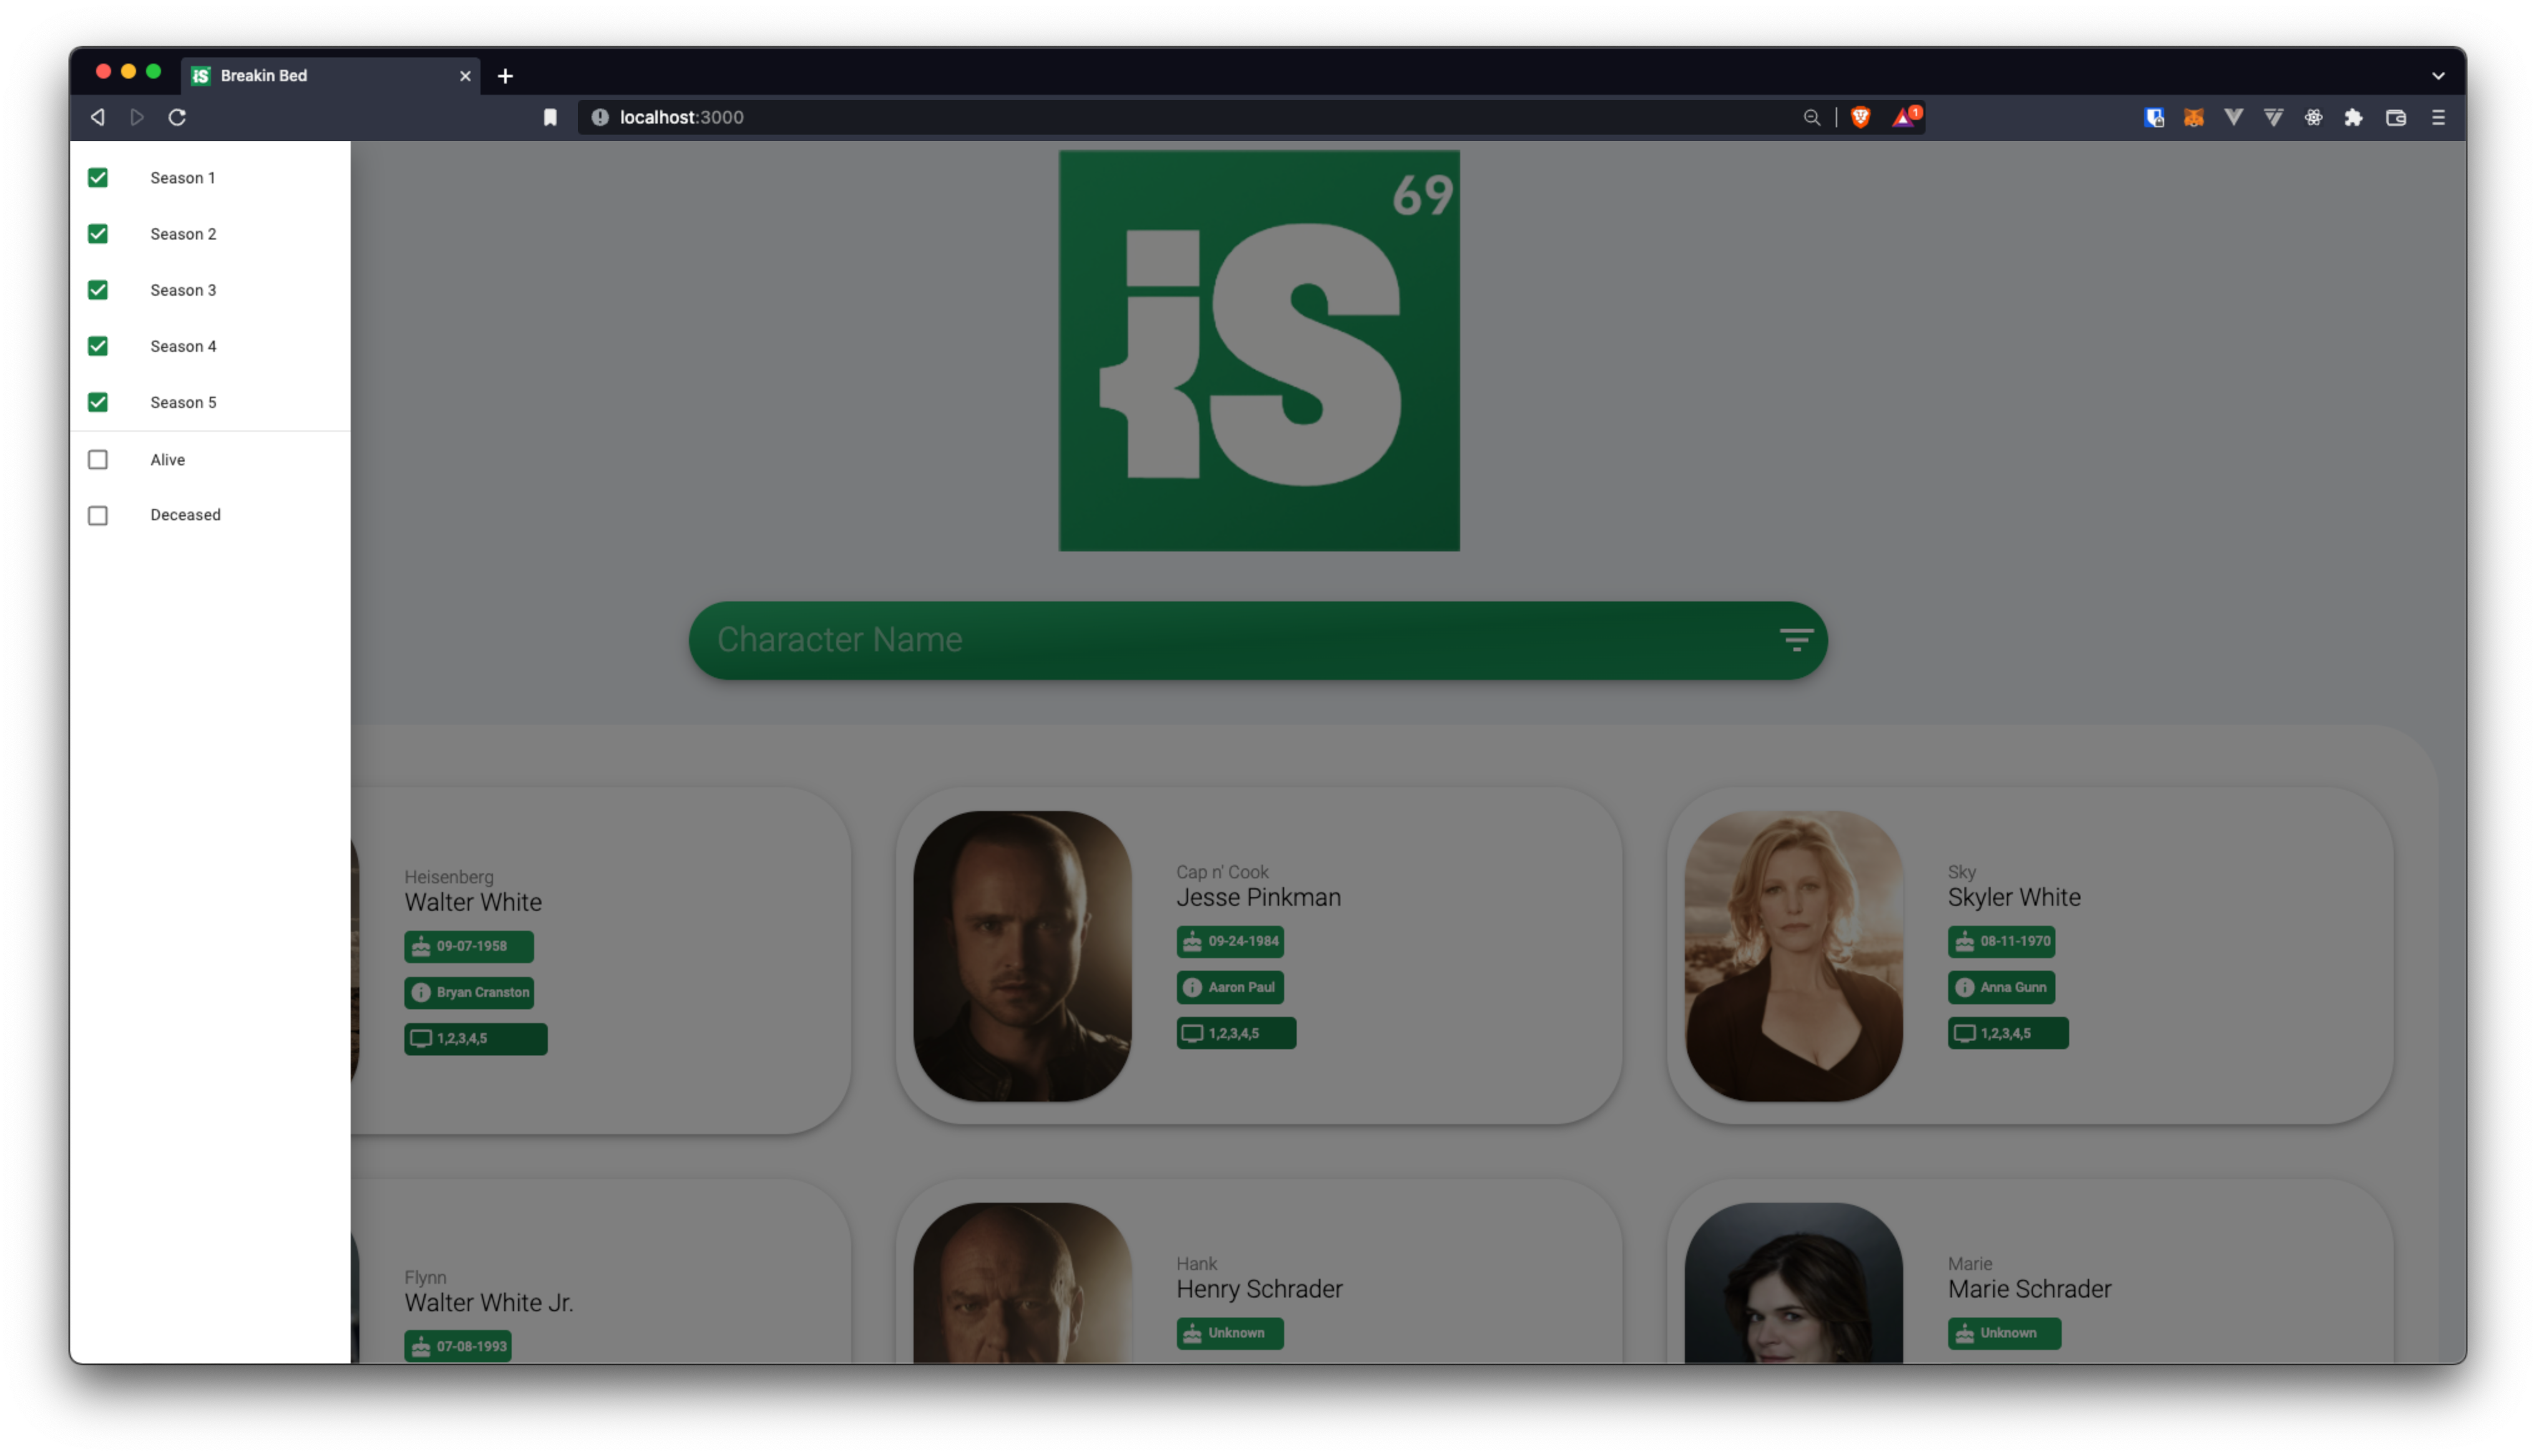 Breakin Bed
localhost:3000
1
Season 1
Season 2
Season 3
Season 4
Season 5
Alive
Deceased
69
iS
Character Name
Heisenberg
Walter White
09-07-1958
Bryan Cranston
1,2,3,4,5
Cap n' Cook
Jesse Pinkman
09-24-1984
Aaron Paul
1,2,3,4,5
Sky
Skyler White
08-11-1970
Anna Gunn
1,2,3,4,5
Flynn
Walter White Jr.
07-08-1993
Hank
Henry Schrader
Unknown
Marie
Marie Schrader
Unknown